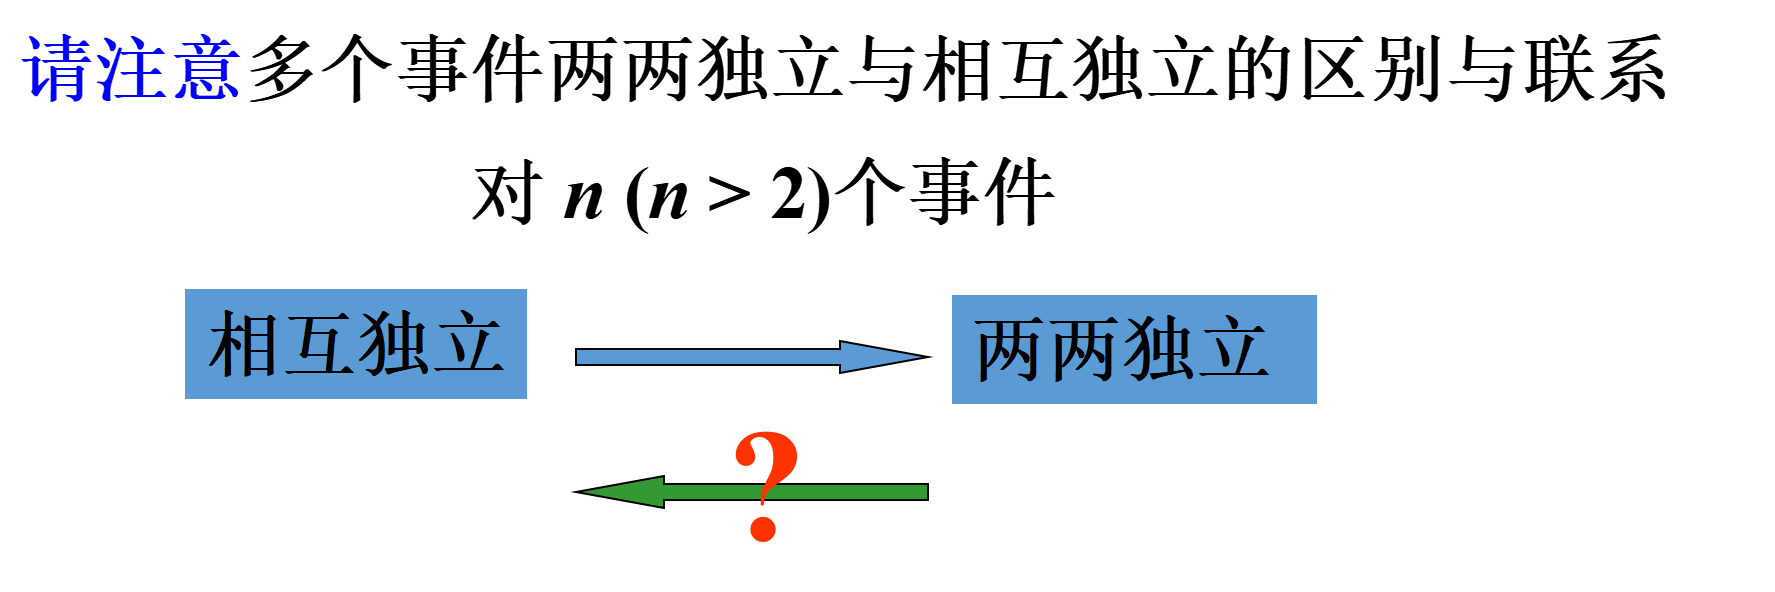 请注意多个事件两两独立与相互独立的区别与联系
对 n (n > 2)个事件
相互独立
两两独立
?